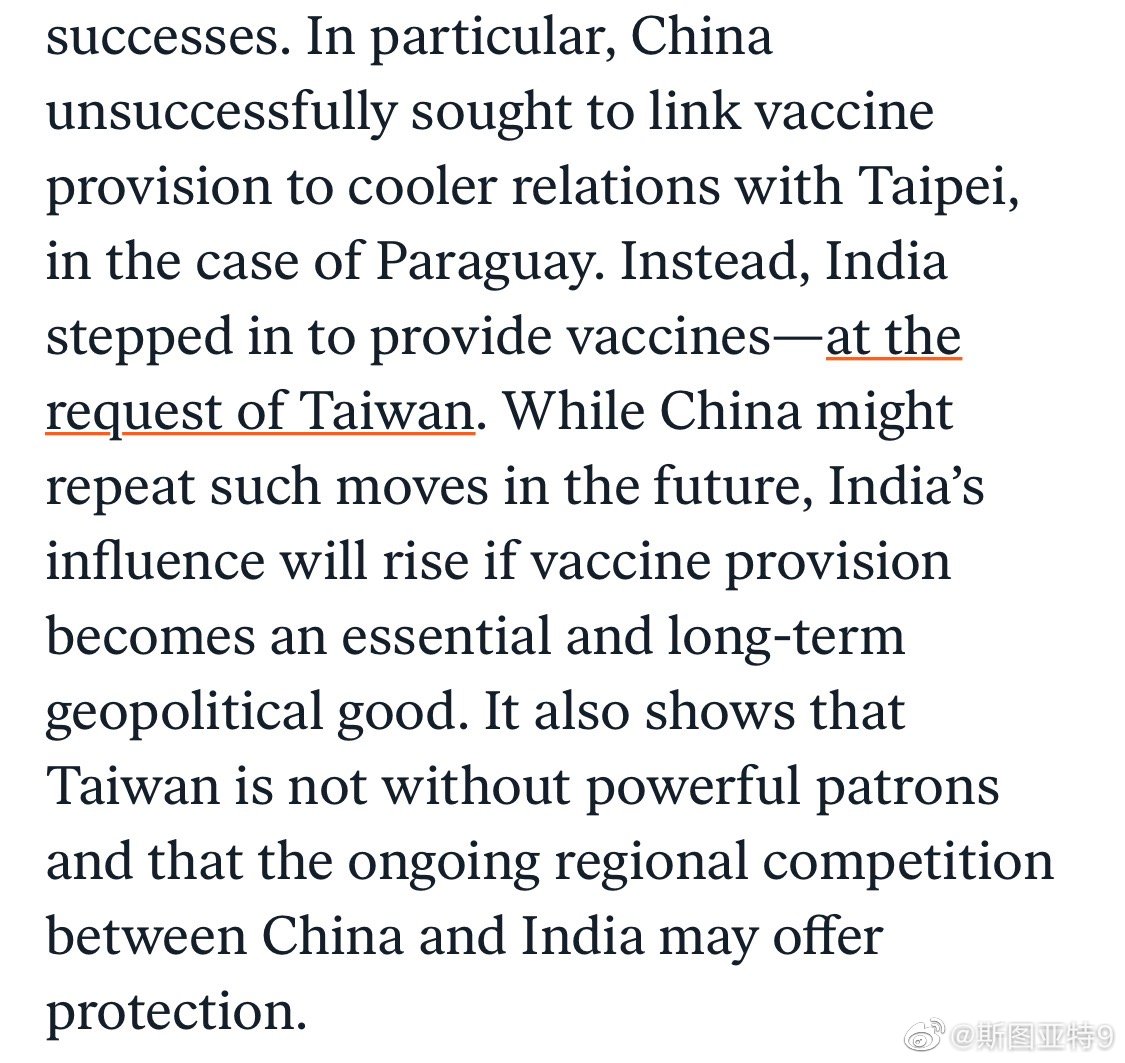 successes. In particular, China
unsuccessfully sought to link vaccine
provision to cooler relations with Taipei,
in the case of Paraguay. Instead, India
stepped in to provide vaccines—at the
request of Taiwan. While China might
repeat such moves in the future, India’s
influence will rise if vaccine provision
becomes an essential and long-term
geopolitical good. It also shows that
Taiwan is not without powerful patrons
and that the ongoing regional competition
between China and India may offer
protection.
@斯图亚特9